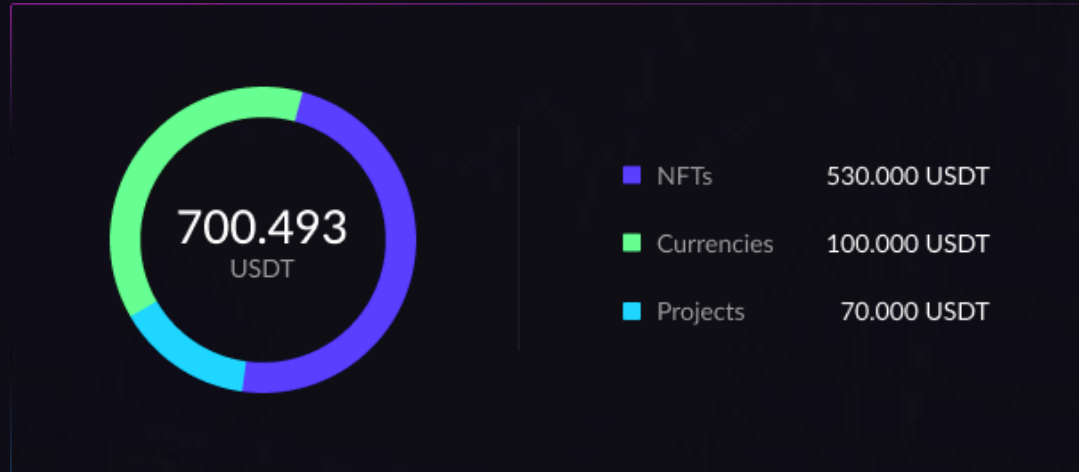 700.493
USDT
NFTs 530.000 USDT
Currencies 100.000 USDT
Projects 70.000 USDT